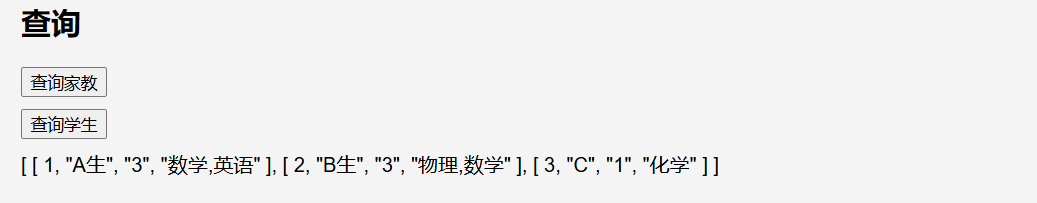 查询
查询家教
查询学生
[ [ 1, "A生", "3", "数学,英语" ], [ 2, "B生", "3", "物理,数学" ], [ 3, "C", "1", "化学" ] ]